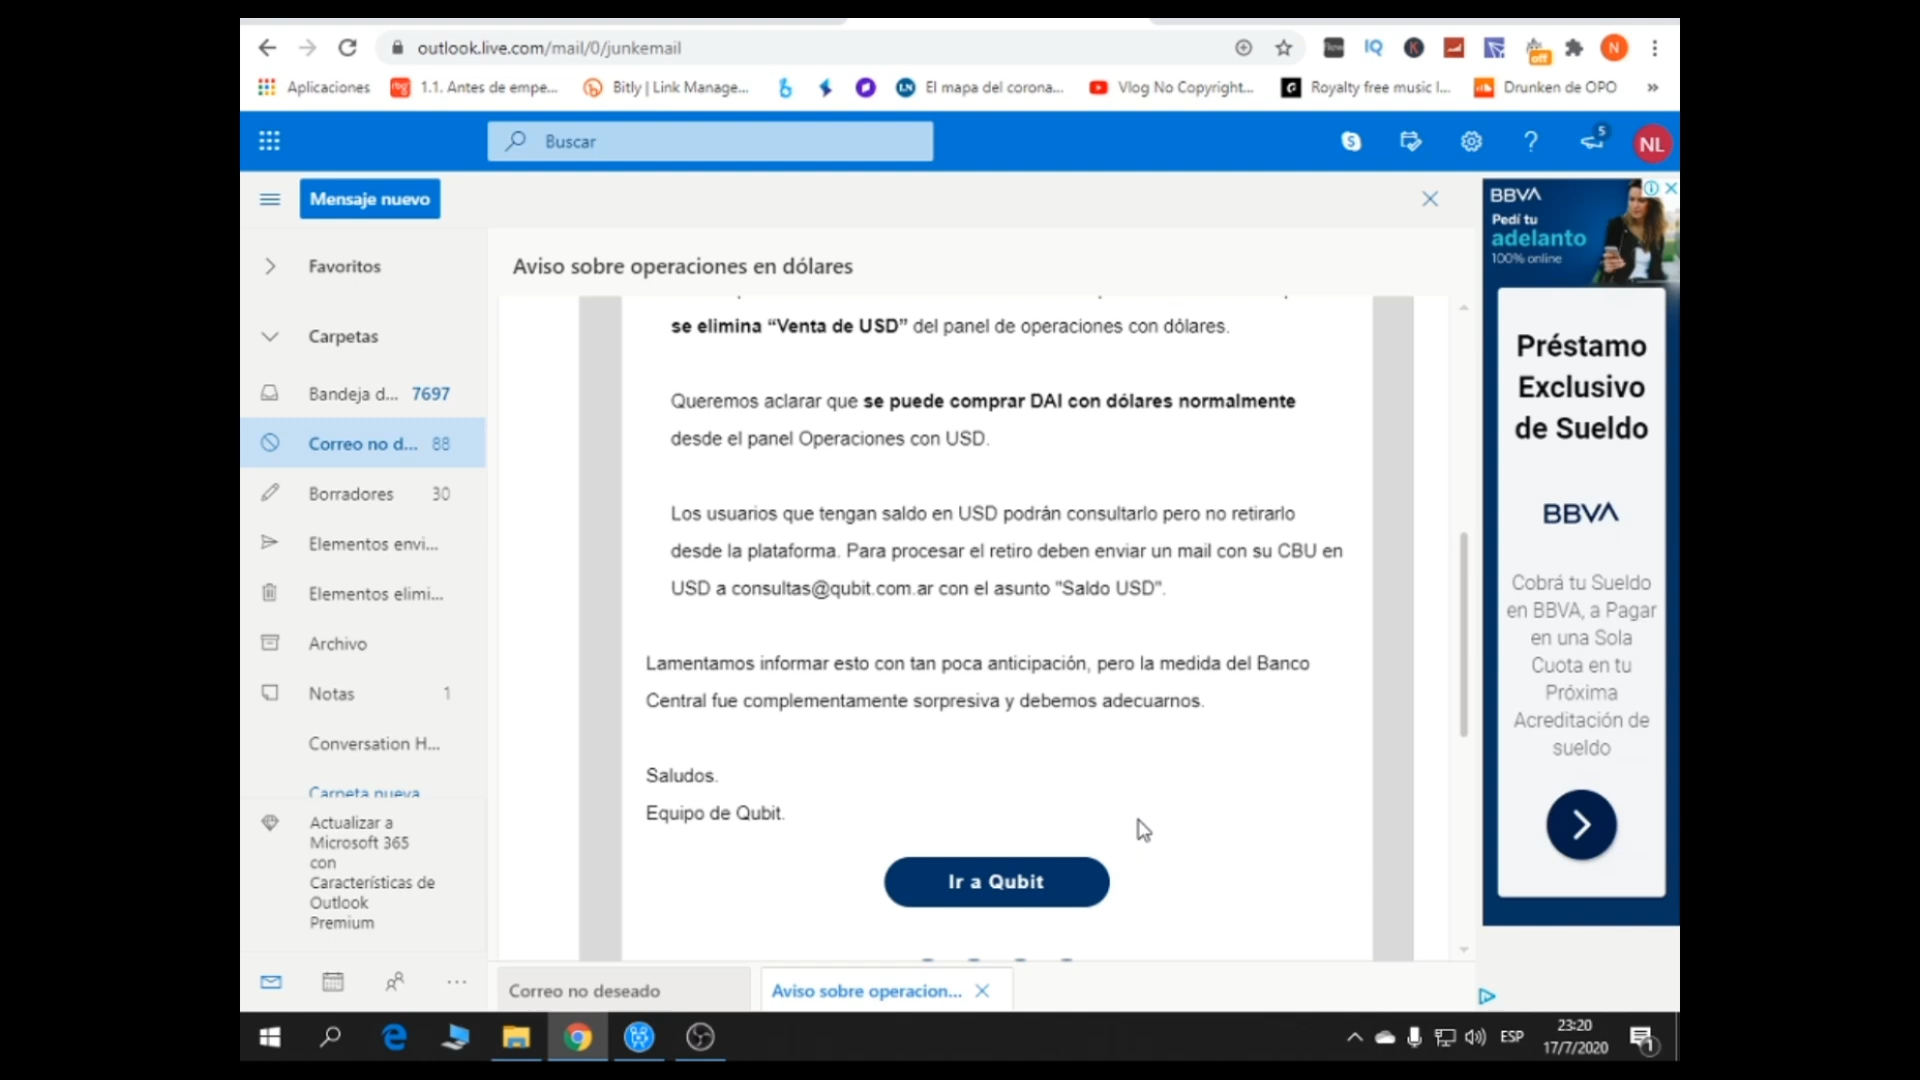 outlook.live.com/mail/0/junkemail
IQ
K
off
N
Aplicaciones
1.1. Antes de empe...
Bitly | Link Manage...
LN
El mapa del corona...
Vlog No Copyright...
Royalty free music l...
Drunken de OPO
»
Buscar
5
NL
Mensaje nuevo
Favoritos
Carpetas
Bandeja d... 7697
Correo no d... 88
Borradores 30
Elementos envi...
Elementos elimi...
Archivo
Notas 1
Conversation H...
Carpeta nueva
Actualizar a
Microsoft 365
con
Características de
Outlook
Premium
Aviso sobre operaciones en dólares
se elimina “Venta de USD” del panel de operaciones con dólares.
Queremos aclarar que se puede comprar DAI con dólares normalmente
desde el panel Operaciones con USD.
Los usuarios que tengan saldo en USD podrán consultarlo pero no retirarlo
desde la plataforma. Para procesar el retiro deben enviar un mail con su CBU en
USD a consultas@qubit.com.ar con el asunto "Saldo USD".
Lamentamos informar esto con tan poca anticipación, pero la medida del Banco
Central fue complementamente sorpresiva y debemos adecuarnos.
Saludos.
Equipo de Qubit.
Ir a Qubit
Correo no deseado
Aviso sobre operacion...
BBVA
Pedí tu
adelanto
100% online
Préstamo
Exclusivo
de Sueldo
BBVA
Cobrá tu Sueldo
en BBVA, a Pagar
en una Sola
Cuota en tu
Próxima
Acreditación de
sueldo
ESP
23:20
17/7/2020
1